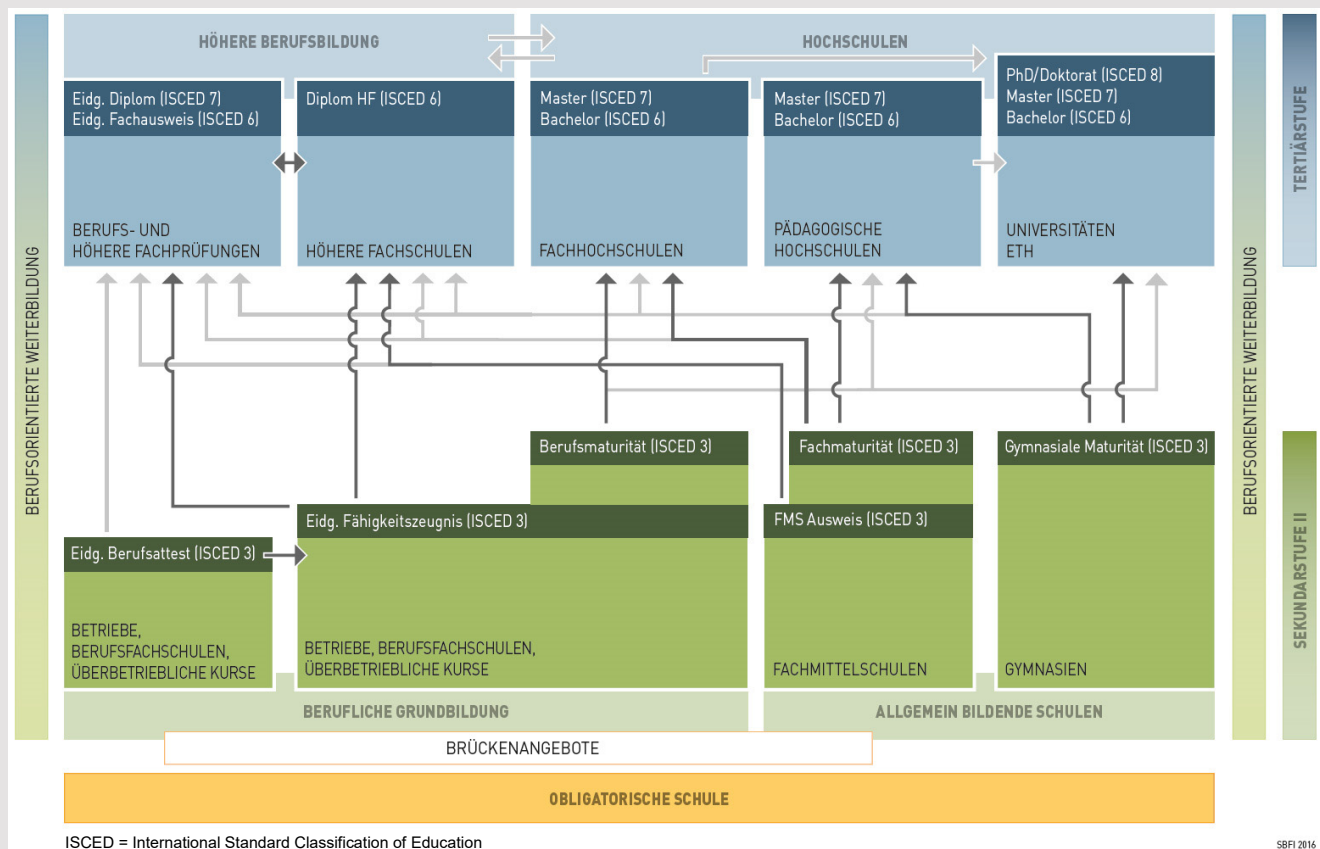 HÖHERE BERUFSBILDUNG
HOCHSCHULEN
Eidg. Diplom (ISCED 7)
Eidg. Fachausweis (ISCED 6)
BERUFS- UND
HÖHERE FACHPRÜFUNGEN
Diplom HF (ISCED 6)
HÖHERE FACHSCHULEN
Master (ISCED 7)
Bachelor (ISCED 6)
FACHHOCHSCHULEN
Master (ISCED 7)
Bachelor (ISCED 6)
PÄDAGOGISCHE
HOCHSCHULEN
PhD/Doktorat (ISCED 8)
Master (ISCED 7)
Bachelor (ISCED 6)
UNIVERSITÄTEN
ETH
BERUFSORIENTIERTE WEITERBILDUNG
BERUFSORIENTIERTE WEITERBILDUNG
TERTIÄRSTUFE
SEKUNDARSTUFE II
Berufsmaturität (ISCED 3)
Fachmaturität (ISCED 3)
Gymnasiale Maturität (ISCED 3)
Eidg. Fähigkeitszeugnis (ISCED 3)
FMS Ausweis (ISCED 3)
Eidg. Berufsattest (ISCED 3)
BETRIEBE,
BERUFSFACHSCHULEN,
ÜBERBETRIEBLICHE KURSE
BETRIEBE, BERUFSFACHSCHULEN,
ÜBERBETRIEBLICHE KURSE
FACHMITTELSCHULEN
GYMNASIEN
BERUFLICHE GRUNDBILDUNG
ALLGEMEIN BILDENDE SCHULEN
BRÜCKENANGEBOTE
OBLIGATORISCHE SCHULE
ISCED = International Standard Classification of Education
SBFI 2016